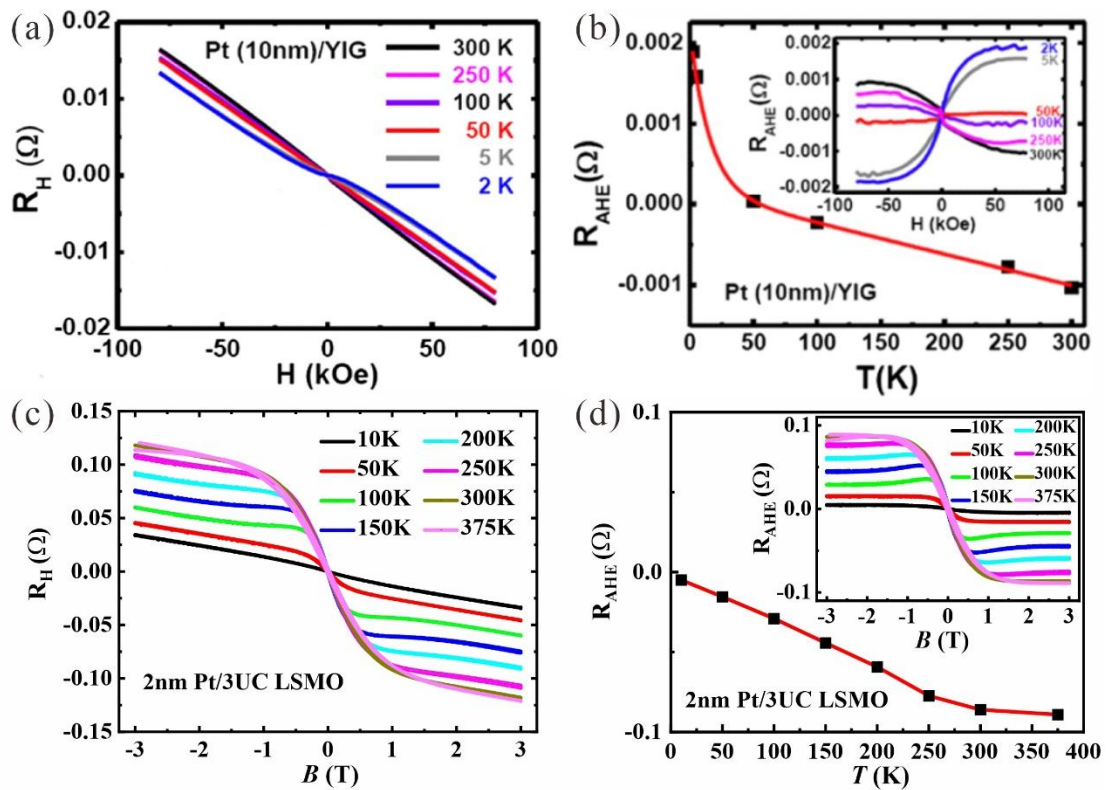 (a)
Pt (10nm)/YIG
300 K
250 K
100 K
50 K
5 K
2 K
0.02
0.01
0.00
-0.01
-0.02
R_H (Ω)
-100 -50 0 50 100
H (kOe)
(b)
0.002
0.001
0.000
-0.001
R_AHE(Ω)
0.002
0.001
0.000
-0.001
-0.002
R_AHE(Ω)
2K
5K
50K
100K
250K
300K
-100 -50 0 50 100
H (kOe)
Pt (10nm)/YIG
0 50 100 150 200 250 300
T(K)
(c)
0.15
0.10
0.05
0.00
-0.05
-0.10
0.15
R_H (Ω)
10K 200K
50K 250K
100K 300K
150K 375K
2nm Pt/3UC LSMO
-3 -2 -1 0 1 2 3
B (T)
(d)
0.1
0.0
-0.1
R_AHE (Ω)
0.1
0.0
-0.1
R_AHE (Ω)
10K 200K
50K 250K
100K 300K
150K 375K
-3 -2 -1 0 1 2 3
B (T)
2nm Pt/3UC LSMO
0 50 100 150 200 250 300 350 400
T (K)